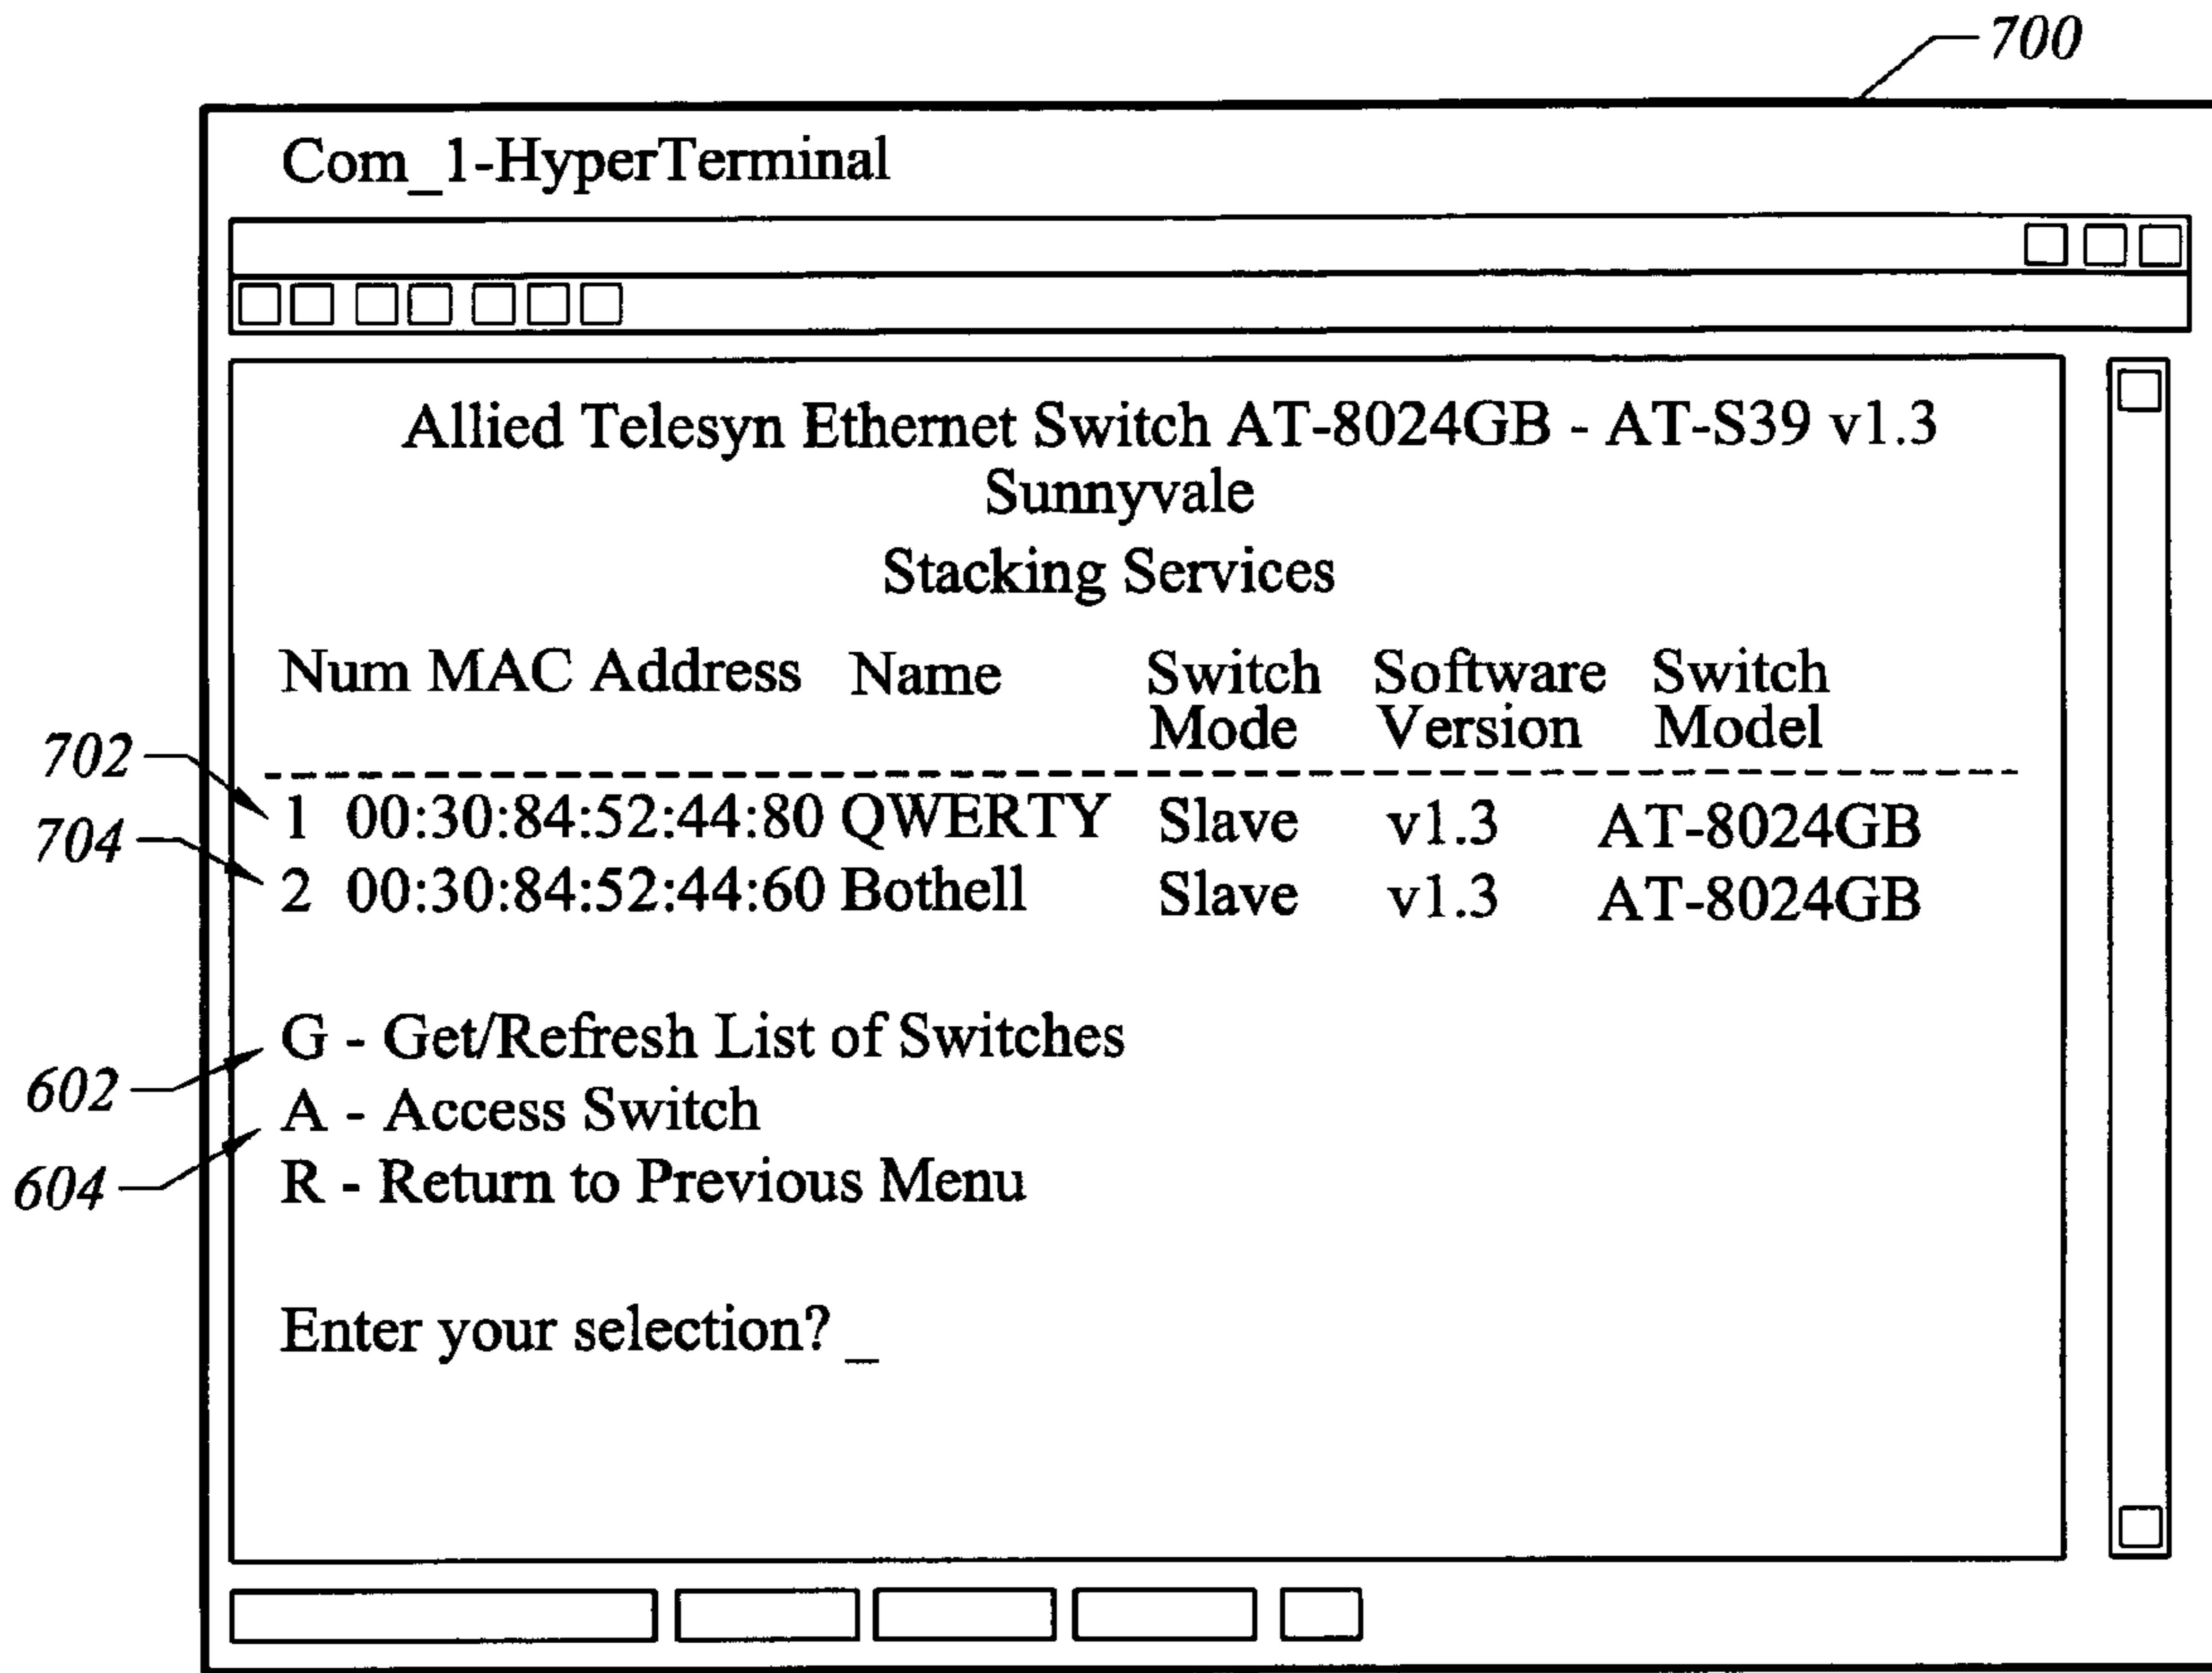 700
Com_1-HyperTerminal
Allied Telesyn Ethernet Switch AT-8024GB - AT-S39 v1.3
Sunnyvale
Stacking Services
Num MAC Address Name Switch Mode Software Version Switch Model
702
1 00:30:84:52:44:80 QWERTY Slave v1.3 AT-8024GB
704
2 00:30:84:52:44:60 Bothell Slave v1.3 AT-8024GB
G - Get/Refresh List of Switches
602
A - Access Switch
604
R - Return to Previous Menu
Enter your selection? _